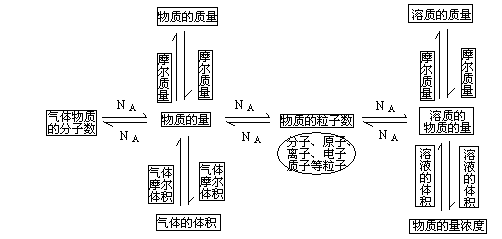 物质的质量
溶质的质量
摩尔质量
摩尔质量
摩尔质量
摩尔质量
气体物质
的分子数
N A
N A
物质的量
N A
N A
物质的粒子数
N A
N A
溶质的
物质的量
分子、原子、
离子、电子
质子等粒子
气体摩尔体积
气体摩尔体积
溶液的体积
溶液的体积
气体的体积
物质的量浓度